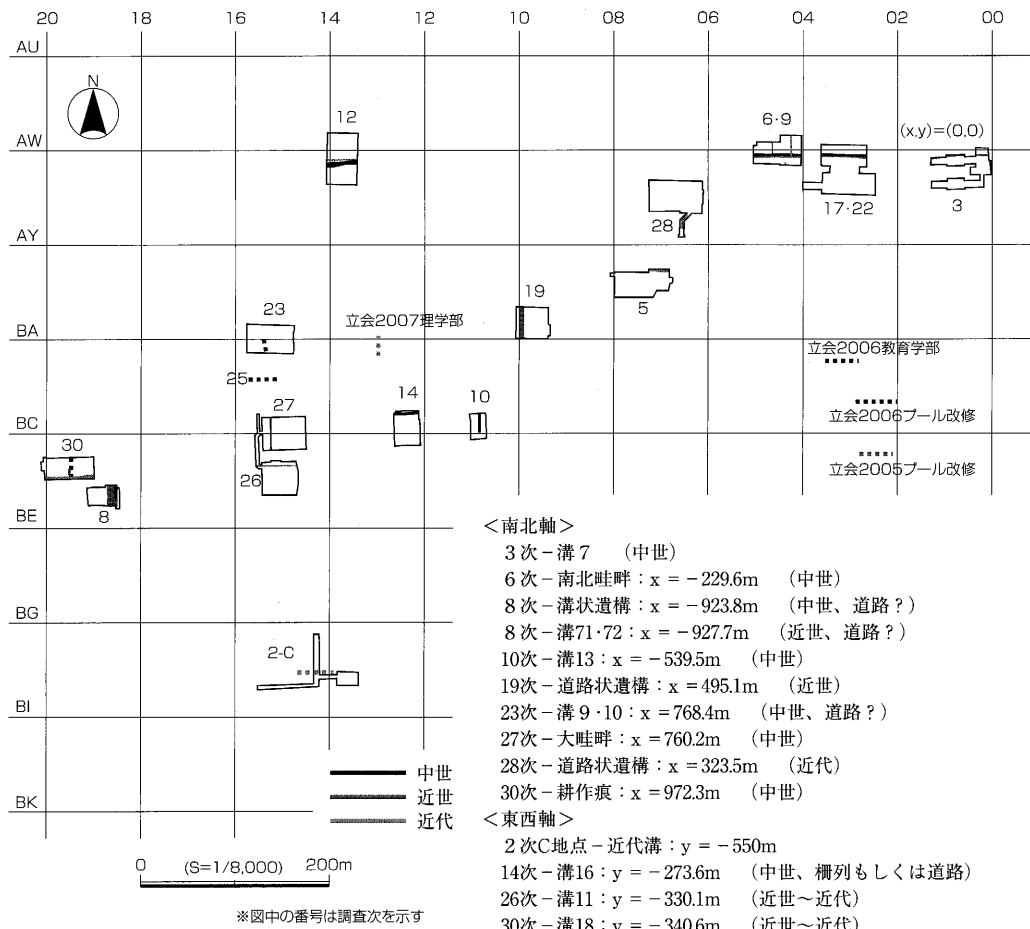 20 18 16 14 12 10 08 06 04 02 00
AU
N
12
6·9
(x,y)=(0,0)
AW
17·22
3
28
AY
5
23
19
立会2007理学部
BA
立会2006教育学部
25
27
14
10
立会2006プール改修
BC
30
立会2005プール改修
26
8
BE
<南北軸>
3次－溝7 （中世）
6次－南北畦畔：x＝－229.6m （中世）
8次－溝状遺構：x＝－923.8m （中世、道路？）
8次－溝71·72：x＝－927.7m （近世、道路？）
10次－溝13：x＝－539.5m （中世）
19次－道路状遺構：x＝495.1m （近世）
23次－溝9·10：x＝768.4m （中世、道路？）
27次－大畦畔：x＝760.2m （中世）
28次－道路状遺構：x＝323.5m （近代）
30次－耕作痕：x＝972.3m （中世）
<東西軸>
2次C地点－近代溝：y＝－550m
14次－溝16：y＝－273.6m （中世、柵列もしくは道路）
26次－溝11：y＝－330.1m （近世～近代）
30次－溝18：y＝－340.6m （近世～近代）
BG
2-C
BI
中世
近世
近代
BK
0 (S=1/8,000) 200m
※図中の番号は調査次を示す